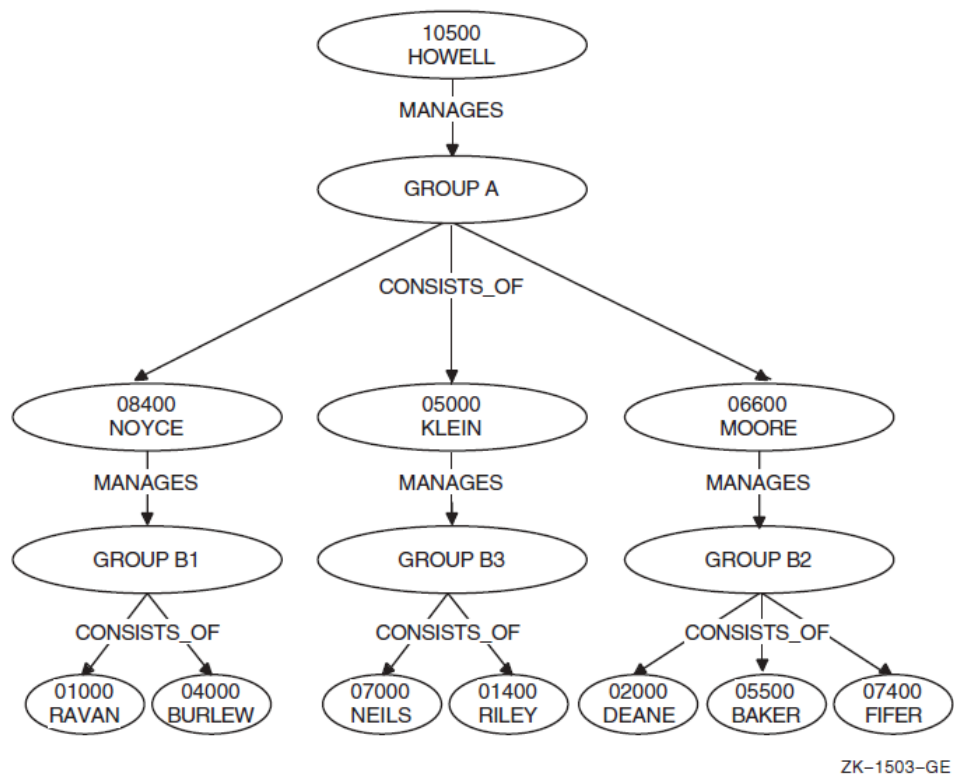 10500
HOWELL
MANAGES
GROUP A
CONSISTS_OF
08400
NOYCE
05000
KLEIN
06600
MOORE
MANAGES
MANAGES
MANAGES
GROUP B1
GROUP B3
GROUP B2
CONSISTS_OF
CONSISTS_OF
CONSISTS_OF
01000
RAVAN
04000
BURLEW
07000
NEILS
01400
RILEY
02000
DEANE
05500
BAKER
07400
FIFER
ZK–1503–GE